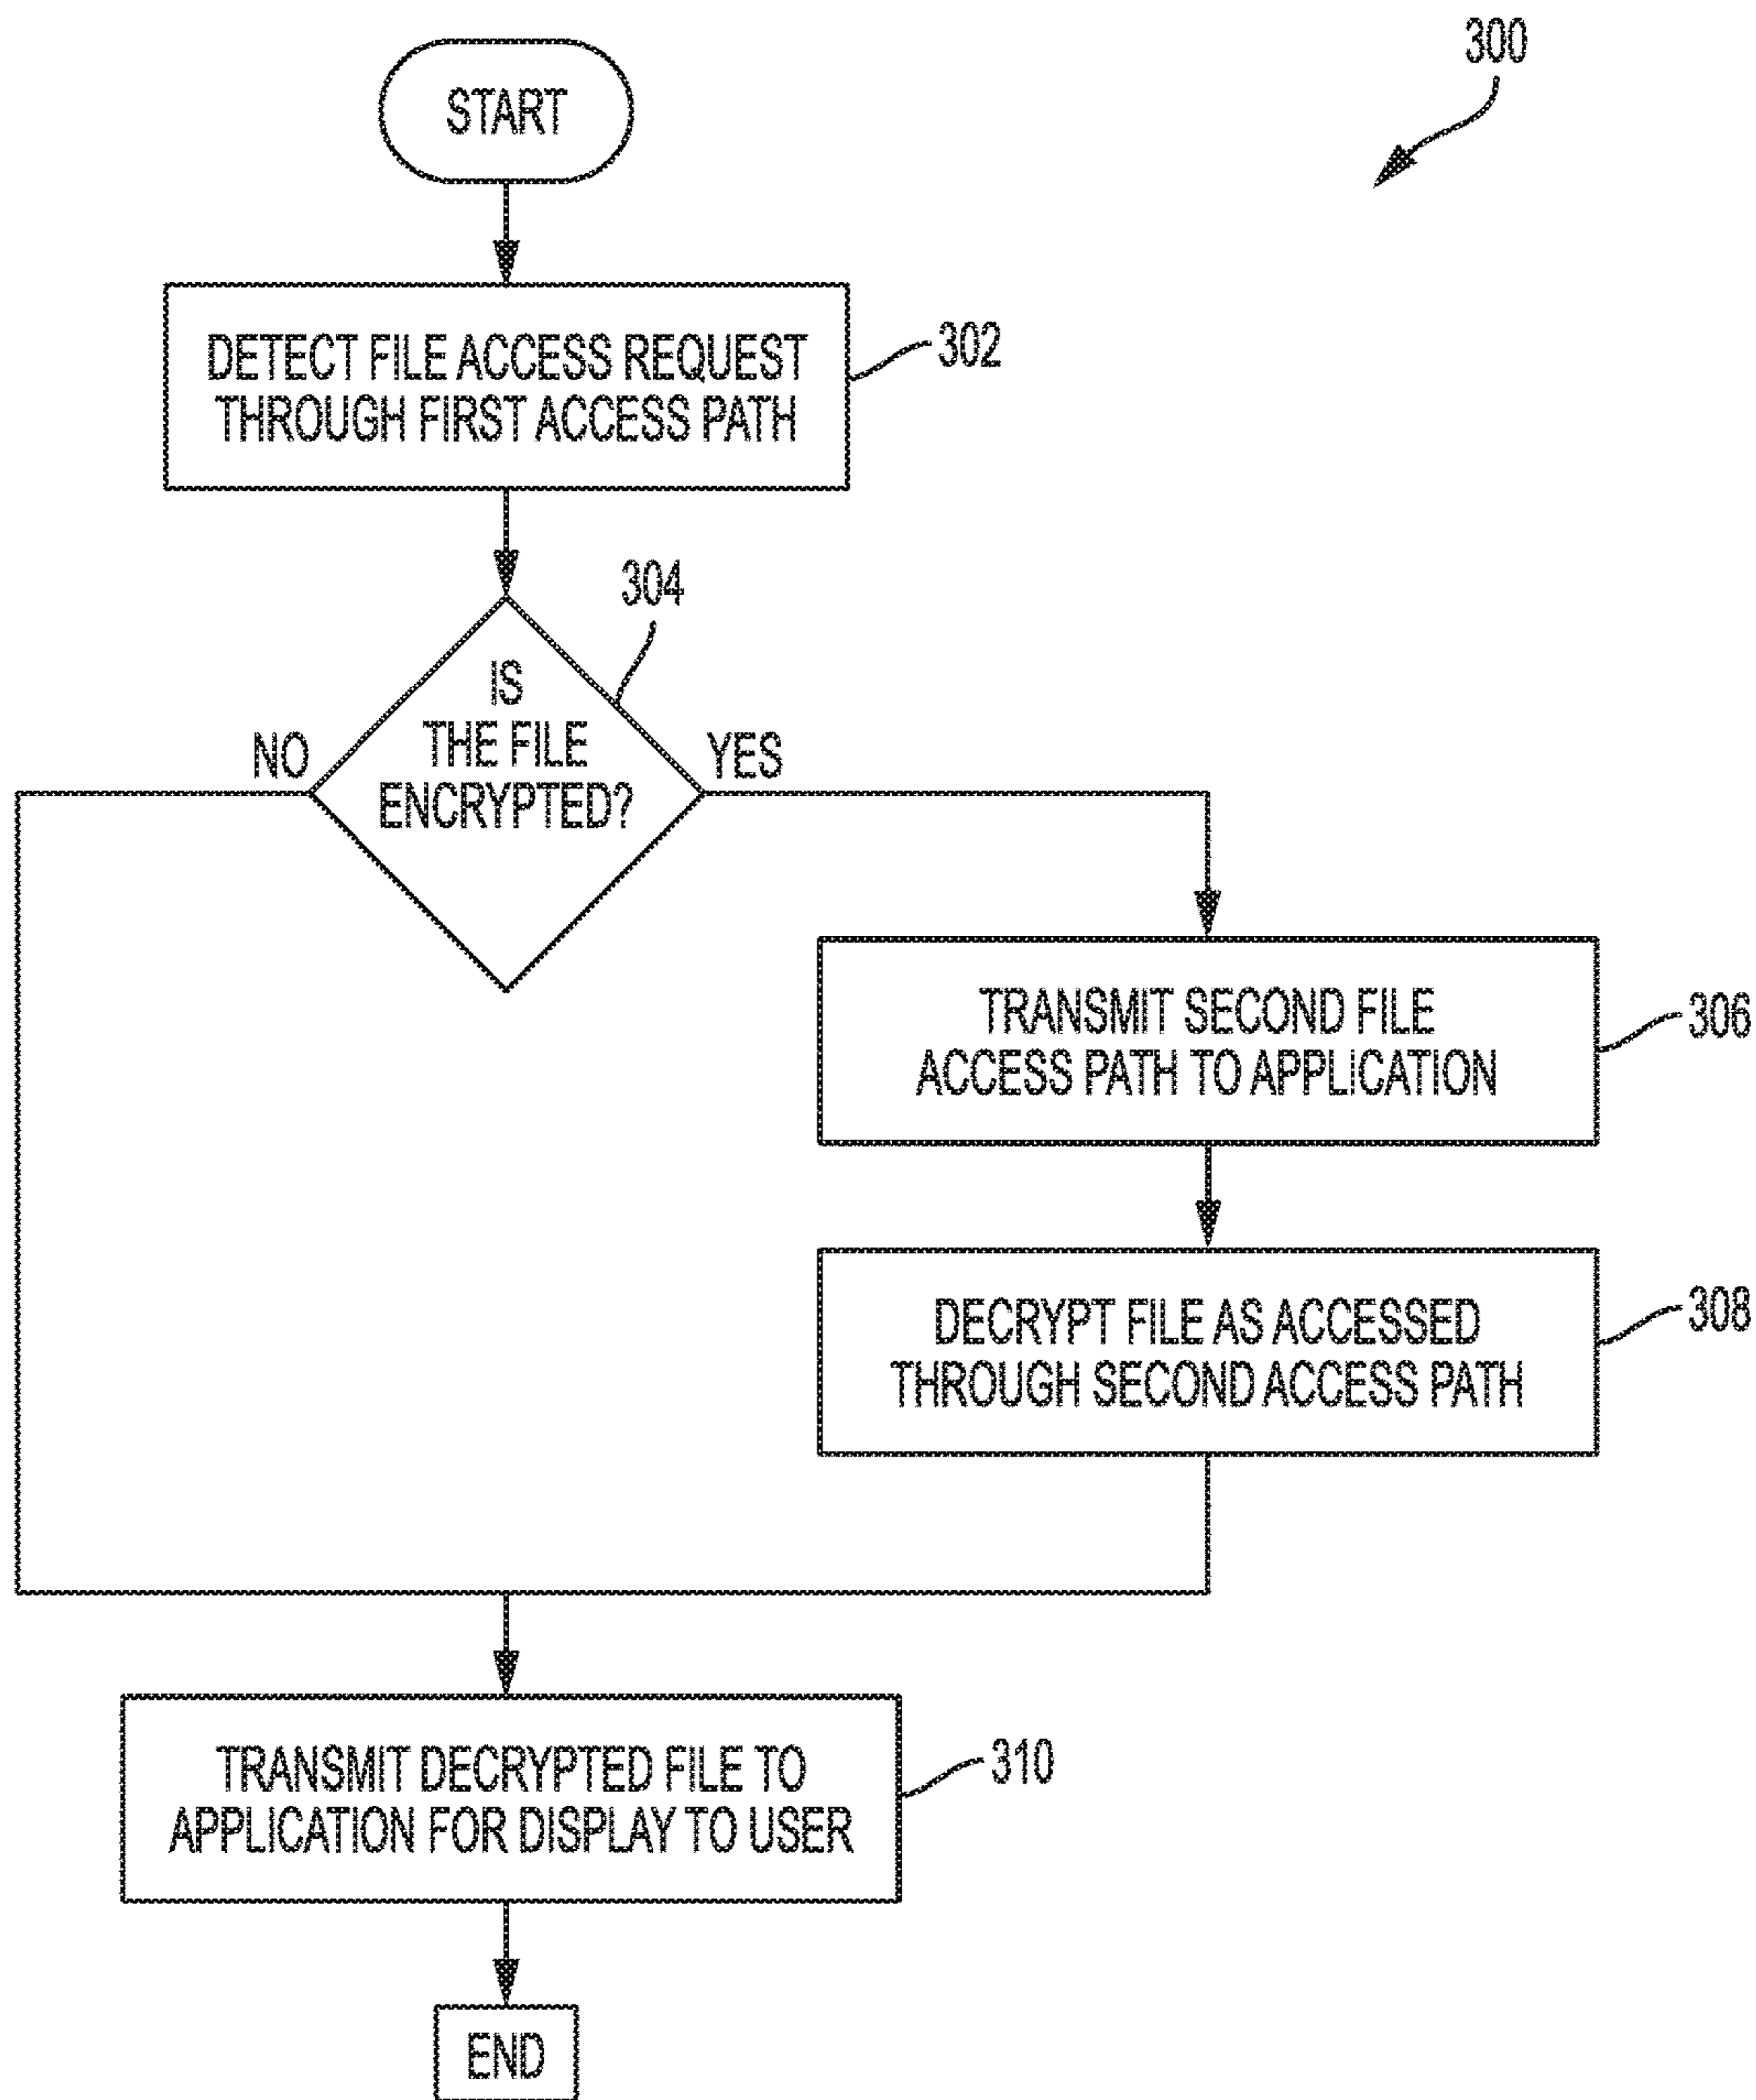 300
START
DETECT FILE ACCESS REQUEST
THROUGH FIRST ACCESS PATH
302
304
IS
THE FILE
ENCRYPTED?
NO
YES
TRANSMIT SECOND FILE
ACCESS PATH TO APPLICATION
306
DECRYPT FILE AS ACCESSED
THROUGH SECOND ACCESS PATH
308
TRANSMIT DECRYPTED FILE TO
APPLICATION FOR DISPLAY TO USER
310
END